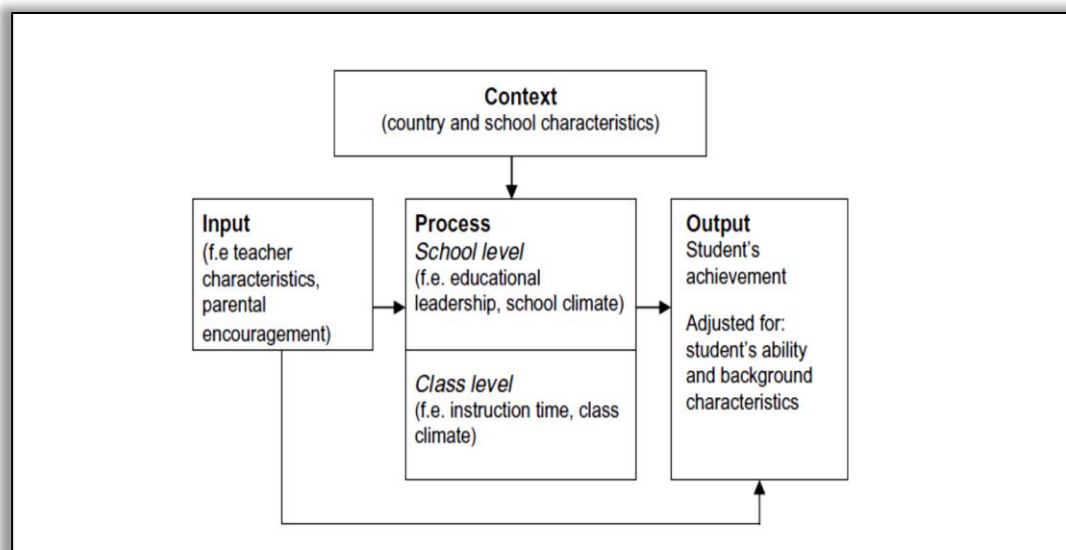 Context
(country and school characteristics)
Input
(f.e teacher
characteristics,
parental
encouragement)
Process
School level
(f.e. educational
leadership, school climate)
Class level
(f.e. instruction time, class
climate)
Output
Student's
achievement
Adjusted for:
student's ability
and background
characteristics